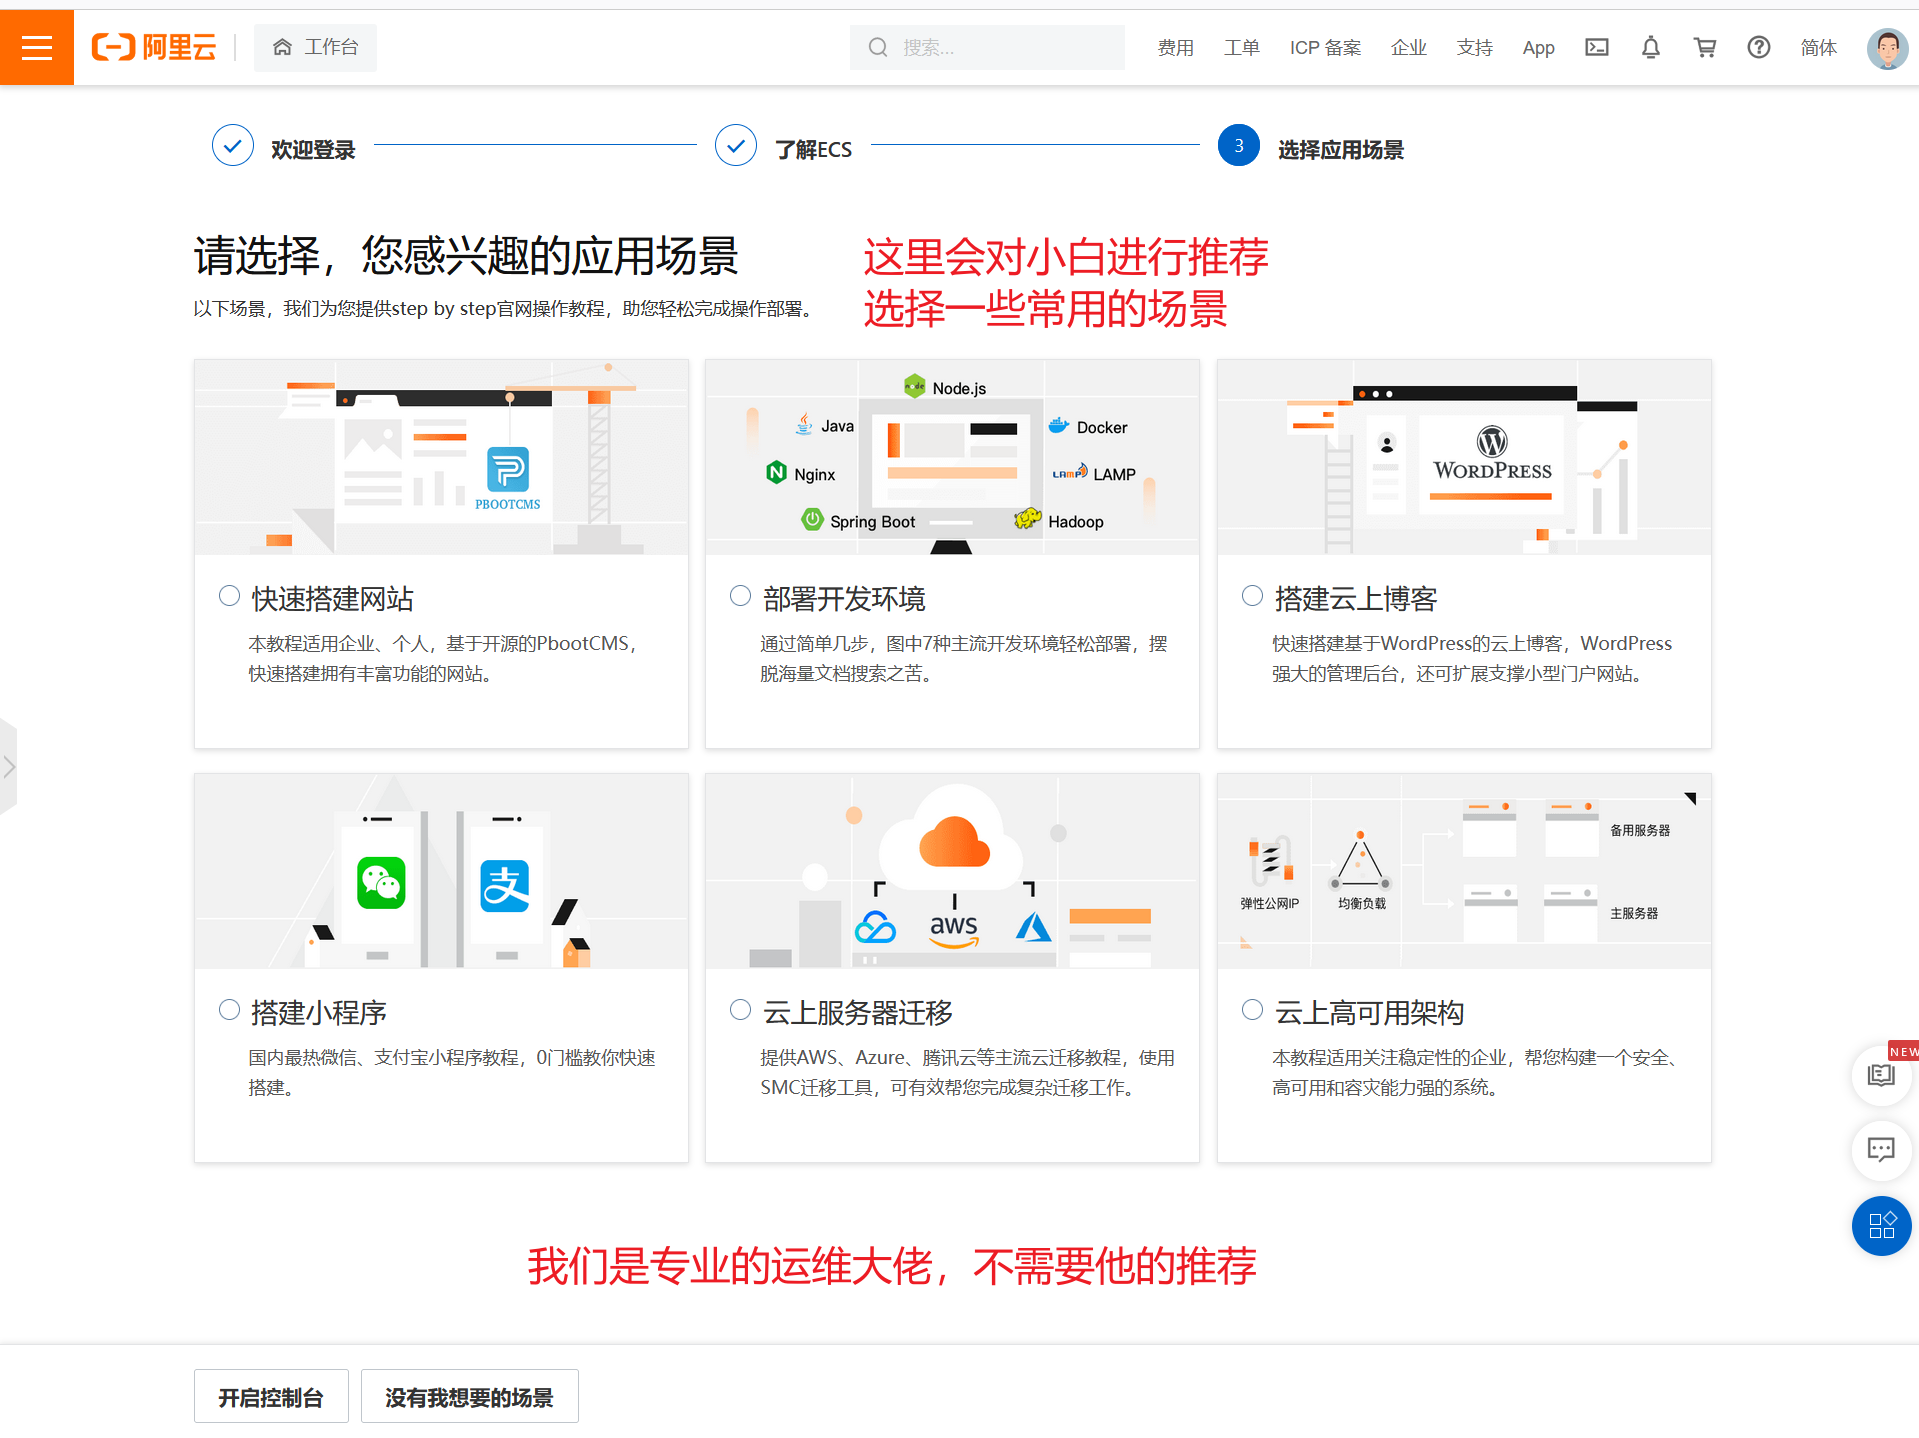 阿里云
工作台
搜索...
费用
工单
ICP 备案
企业
支持
App
简体
欢迎登录
了解ECS
3
选择应用场景
请选择，您感兴趣的应用场景
以下场景，我们为您提供step by step官网操作教程，助您轻松完成操作部署。
这里会对小白进行推荐
选择一些常用的场景
PBOOTCMS
快速搭建网站
本教程适用企业、个人，基于开源的PbootCMS，
快速搭建拥有丰富功能的网站。
node
Node.js
Java
Docker
Nginx
LAMP
LAMP
Spring Boot
Hadoop
部署开发环境
通过简单几步，图中7种主流开发环境轻松部署，摆
脱海量文档搜索之苦。
WORDPRESS
搭建云上博客
快速搭建基于WordPress的云上博客，WordPress
强大的管理后台，还可扩展支撑小型门户网站。
支
搭建小程序
国内最热微信、支付宝小程序教程，0门槛教你快速
搭建。
aws
云上服务器迁移
提供AWS、Azure、腾讯云等主流云迁移教程，使用
SMC迁移工具，可有效帮您完成复杂迁移工作。
弹性公网IP
均衡负载
备用服务器
主服务器
云上高可用架构
本教程适用关注稳定性的企业，帮您构建一个安全、
高可用和容灾能力强的系统。
NEW
我们是专业的运维大佬，不需要他的推荐
开启控制台
没有我想要的场景